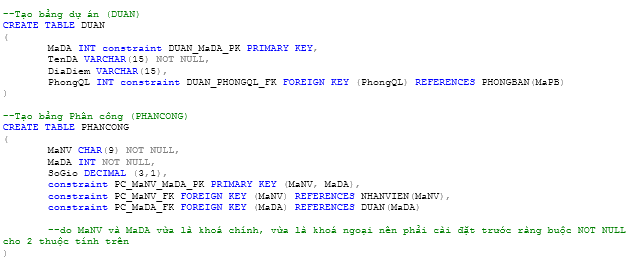 --Tạo bảng dự án (DUAN)
CREATE TABLE DUAN
(
MaDA INT constraint DUAN_MaDA_PK PRIMARY KEY,
TenDA VARCHAR(15) NOT NULL,
DiaDiem VARCHAR(15),
PhongQL INT constraint DUAN_PHONGQL_FK FOREIGN KEY (PhongQL) REFERENCES PHONGBAN(MaPB)
)
--Tạo bảng Phân công (PHANCONG)
CREATE TABLE PHANCONG
(
MaNV CHAR(9) NOT NULL,
MaDA INT NOT NULL,
SoGio DECIMAL (3,1),
constraint PC_MaNV_MaDA_PK PRIMARY KEY (MaNV, MaDA),
constraint PC_MaNV_FK FOREIGN KEY (MaNV) REFERENCES NHANVIEN(MaNV),
constraint PC_MaDA_FK FOREIGN KEY (MaDA) REFERENCES DUAN(MaDA)
--do MaNV và MaDA vừa là khoá chính, vừa là khoá ngoại nên phải cài đặt trước ràng buộc NOT NULL
cho 2 thuộc tính trên
)